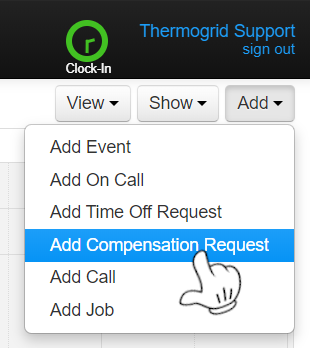 Thermogrid Support
sign out
Clock-In
View
Show
Add
Add Event
Add On Call
Add Time Off Request
Add Compensation Request
Add Call
Add Job